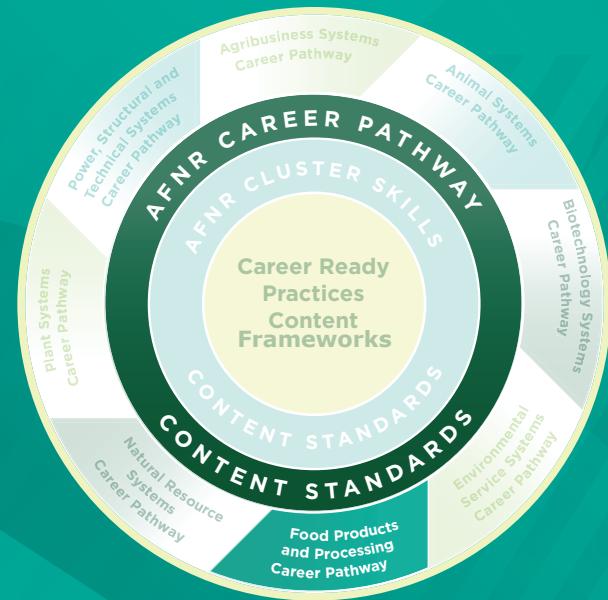 Agribusiness Systems
Career Pathway
Animal Systems
Career Pathway
Biotechnology Systems
Career Pathway
Environmental
Service Systems
Career Pathway
Food Products
and Processing
Career Pathway
Natural Resource
Systems
Career Pathway
Plant Systems
Career Pathway
Power, Structural and
Technical Systems
Career Pathway
AFNR CAREER PATHWAY
CONTENT STANDARDS
AFNR CLUSTER SKILLS
CONTENT STANDARDS
Career Ready
Practices
Content
Frameworks